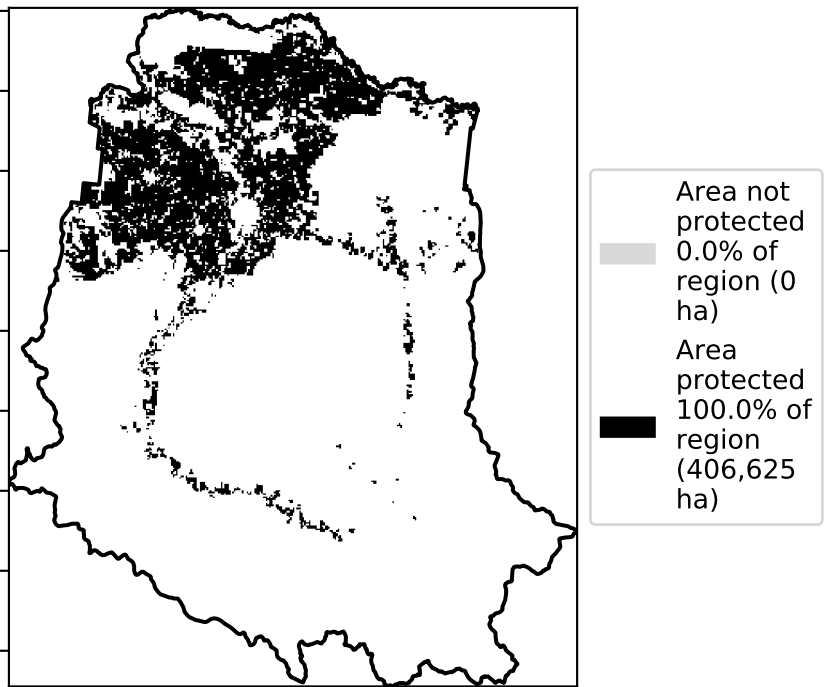 Area not
protected
0.0% of
region (0
ha)
Area
protected
100.0% of
region
(406,625
ha)